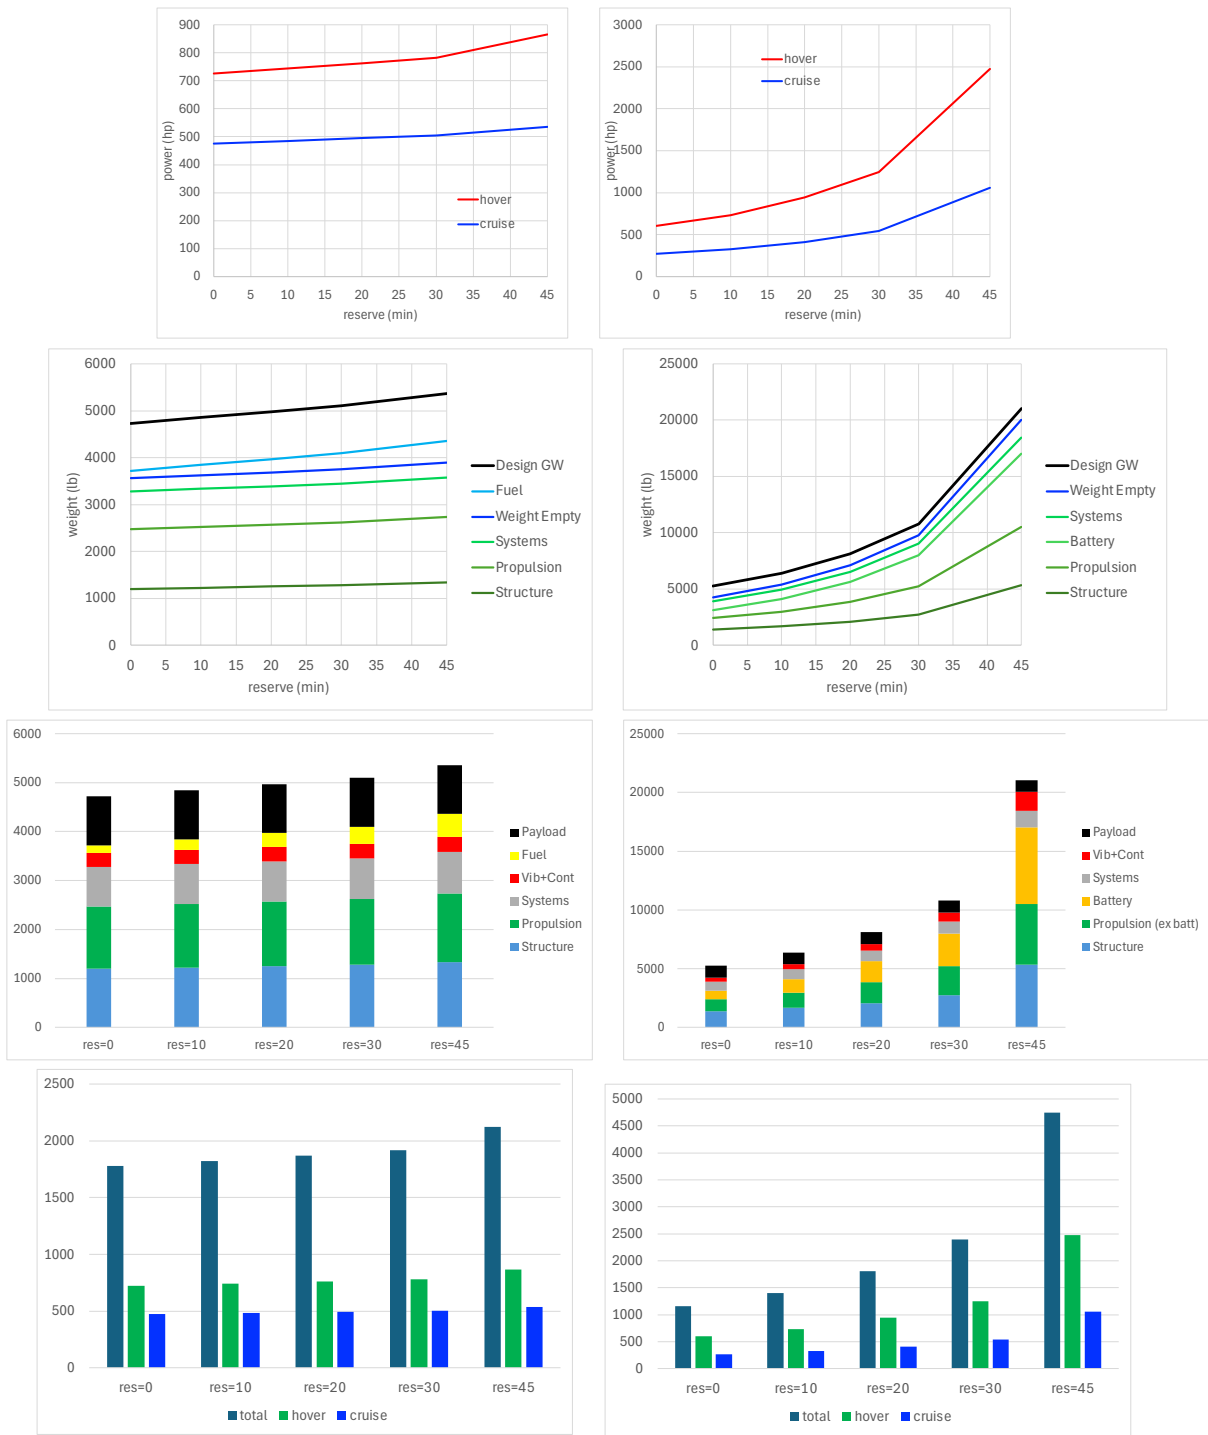 900
800
700
600
500
400
300
200
100
0
power (hp)
hover
cruise
0 5 10 15 20 25 30 35 40 45
reserve (min)
3000
2500
2000
1500
1000
500
0
power (hp)
hover
cruise
0 5 10 15 20 25 30 35 40 45
reserve (min)
6000
5000
4000
3000
2000
1000
0
weight (lb)
0 5 10 15 20 25 30 35 40 45
reserve (min)
Design GW
Fuel
Weight Empty
Systems
Propulsion
Structure
25000
20000
15000
10000
5000
0
weight (lb)
0 5 10 15 20 25 30 35 40 45
reserve (min)
Design GW
Weight Empty
Systems
Battery
Propulsion
Structure
6000
5000
4000
3000
2000
1000
0
res=0 res=10 res=20 res=30 res=45
Payload
Fuel
Vib+Cont
Systems
Propulsion
Structure
25000
20000
15000
10000
5000
0
res=0 res=10 res=20 res=30 res=45
Payload
Vib+Cont
Systems
Battery
Propulsion (ex batt)
Structure
2500
2000
1500
1000
500
0
res=0 res=10 res=20 res=30 res=45
total hover cruise
5000
4500
4000
3500
3000
2500
2000
1500
1000
500
0
res=0 res=10 res=20 res=30 res=45
total hover cruise